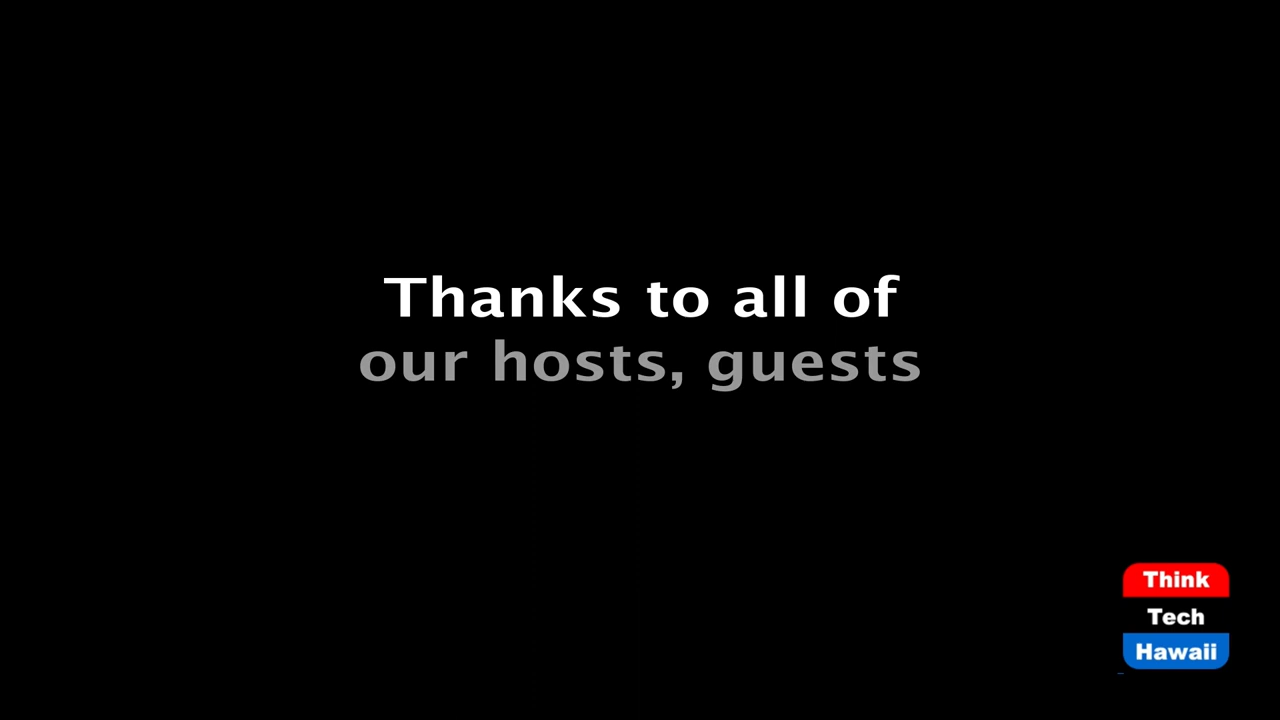 Thanks to all of
our hosts, guests
Think
Tech
Hawaii